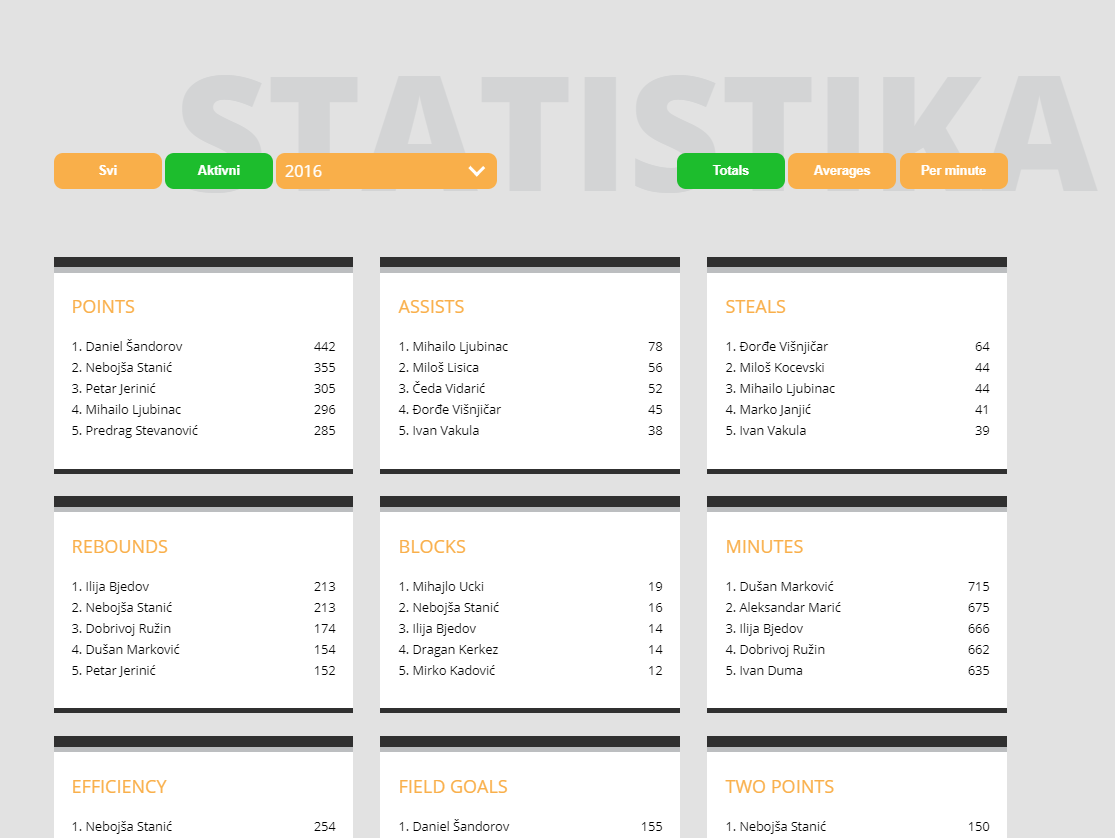 STATISTIKA
Svi Aktivni 2016 Totals Averages Per minute
POINTS
1. Daniel Šandorov 442
2. Nebojša Stanić 355
3. Petar Jerinić 305
4. Mihailo Ljubinac 296
5. Predrag Stevanović 285
ASSISTS
1. Mihailo Ljubinac 78
2. Miloš Lisica 56
3. Čeda Vidarić 52
4. Đorđe Višnjičar 45
5. Ivan Vakula 38
STEALS
1. Đorđe Višnjičar 64
2. Miloš Kocevski 44
3. Mihailo Ljubinac 44
4. Marko Janjić 41
5. Ivan Vakula 39
REBOUNDS
1. Ilija Bjedov 213
2. Nebojša Stanić 213
3. Dobrivoj Ružin 174
4. Dušan Marković 154
5. Petar Jerinić 152
BLOCKS
1. Mihajlo Ucki 19
2. Nebojša Stanić 16
3. Ilija Bjedov 14
4. Dragan Kerkez 14
5. Mirko Kadović 12
MINUTES
1. Dušan Marković 715
2. Aleksandar Marić 675
3. Ilija Bjedov 666
4. Dobrivoj Ružin 662
5. Ivan Duma 635
EFFICIENCY
1. Nebojša Stanić 254
FIELD GOALS
1. Daniel Šandorov 155
TWO POINTS
1. Nebojša Stanić 150